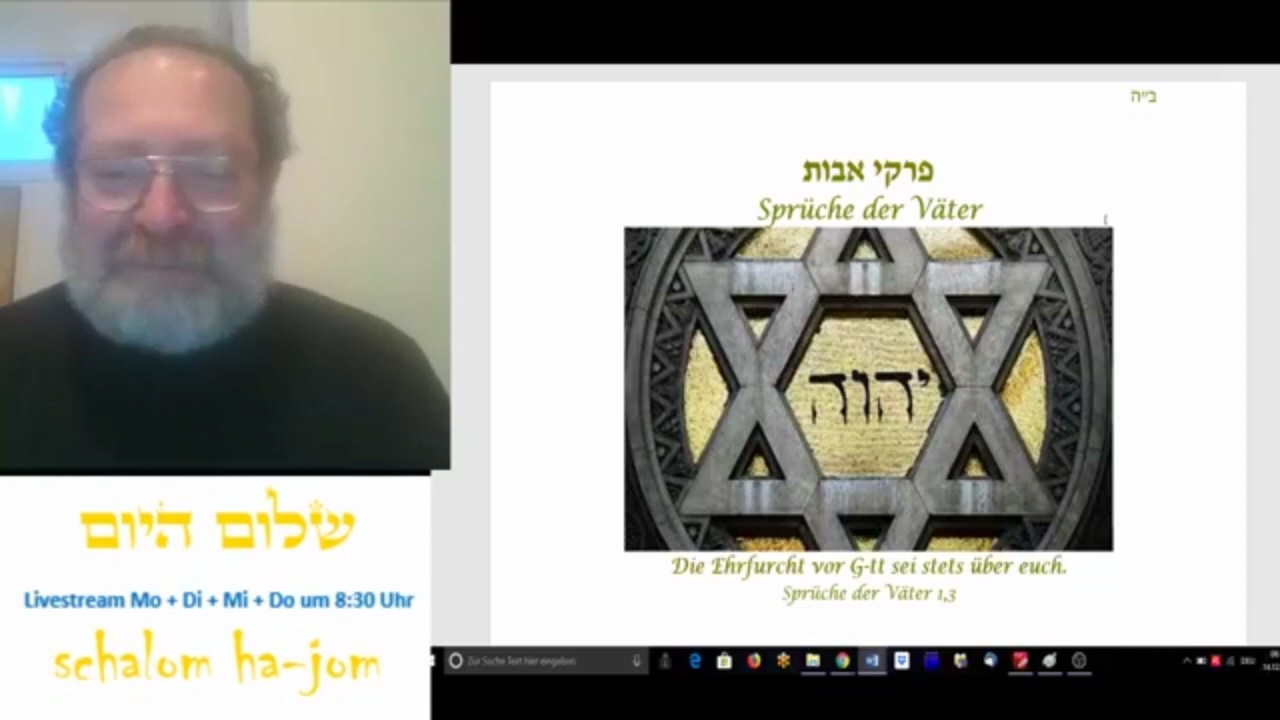 ב״ה
פרקי אבות
Sprüche der Väter
יהוה
Die Ehrfurcht vor G-tt sei stets über euch.
Sprüche der Väter 1,3
שלום היום
Livestream Mo + Di + Mi + Do um 8:30 Uhr
schalom ha-jom
Zur Suche Text hier eingeben
DEU